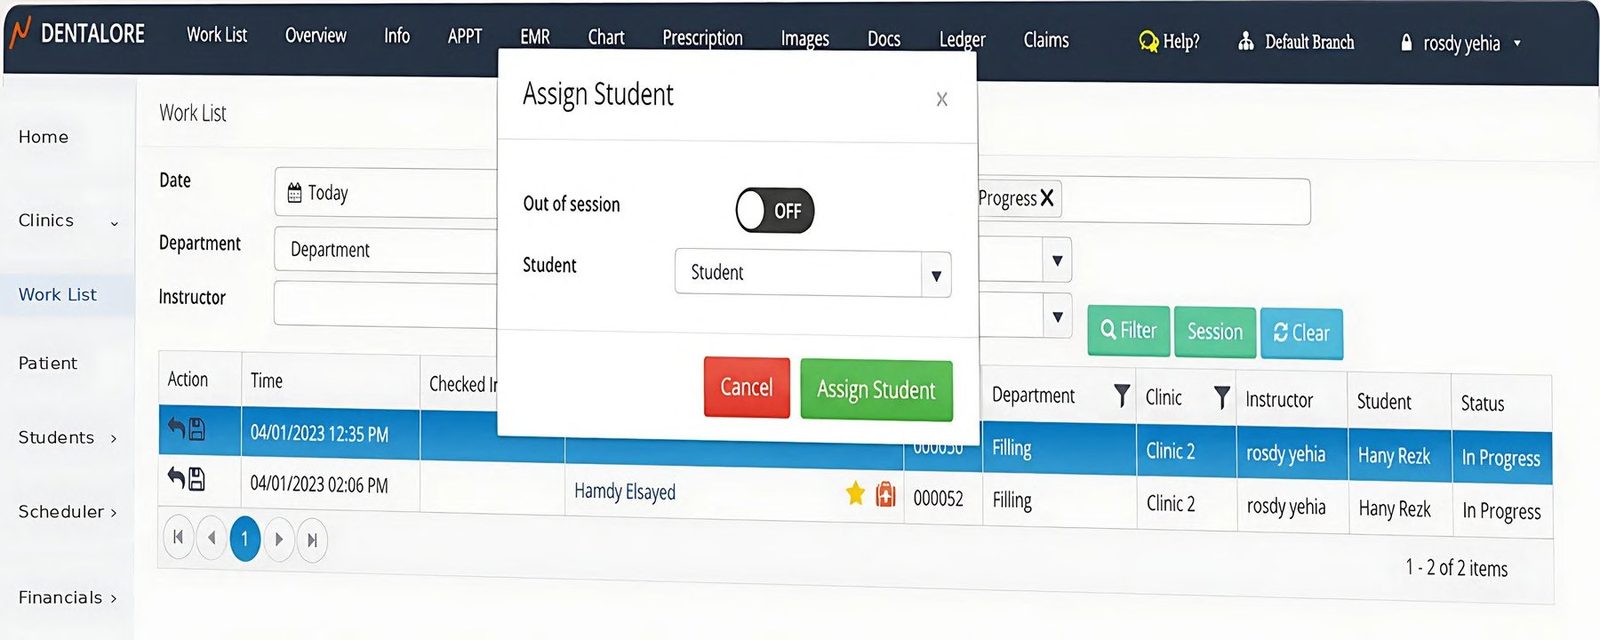 DENTALORE Work List Overview Info APPT EMR Chart Prescription Images Docs Ledger Claims Help? Default Branch rosdy yehia
Home
Clinics
Work List
Patient
Students
Scheduler
Financials
Work List
Date Today Progress X
Department Department
Instructor
Filter Session Clear
Assign Student x
Out of session OFF
Student Student
Cancel Assign Student
Action Time Checked In Department Clinic Instructor Student Status
04/01/2023 12:35 PM 000050 Filling Clinic 2 rosdy yehia Hany Rezk In Progress
04/01/2023 02:06 PM Hamdy Elsayed 000052 Filling Clinic 2 rosdy yehia Hany Rezk In Progress
1
1 - 2 of 2 items